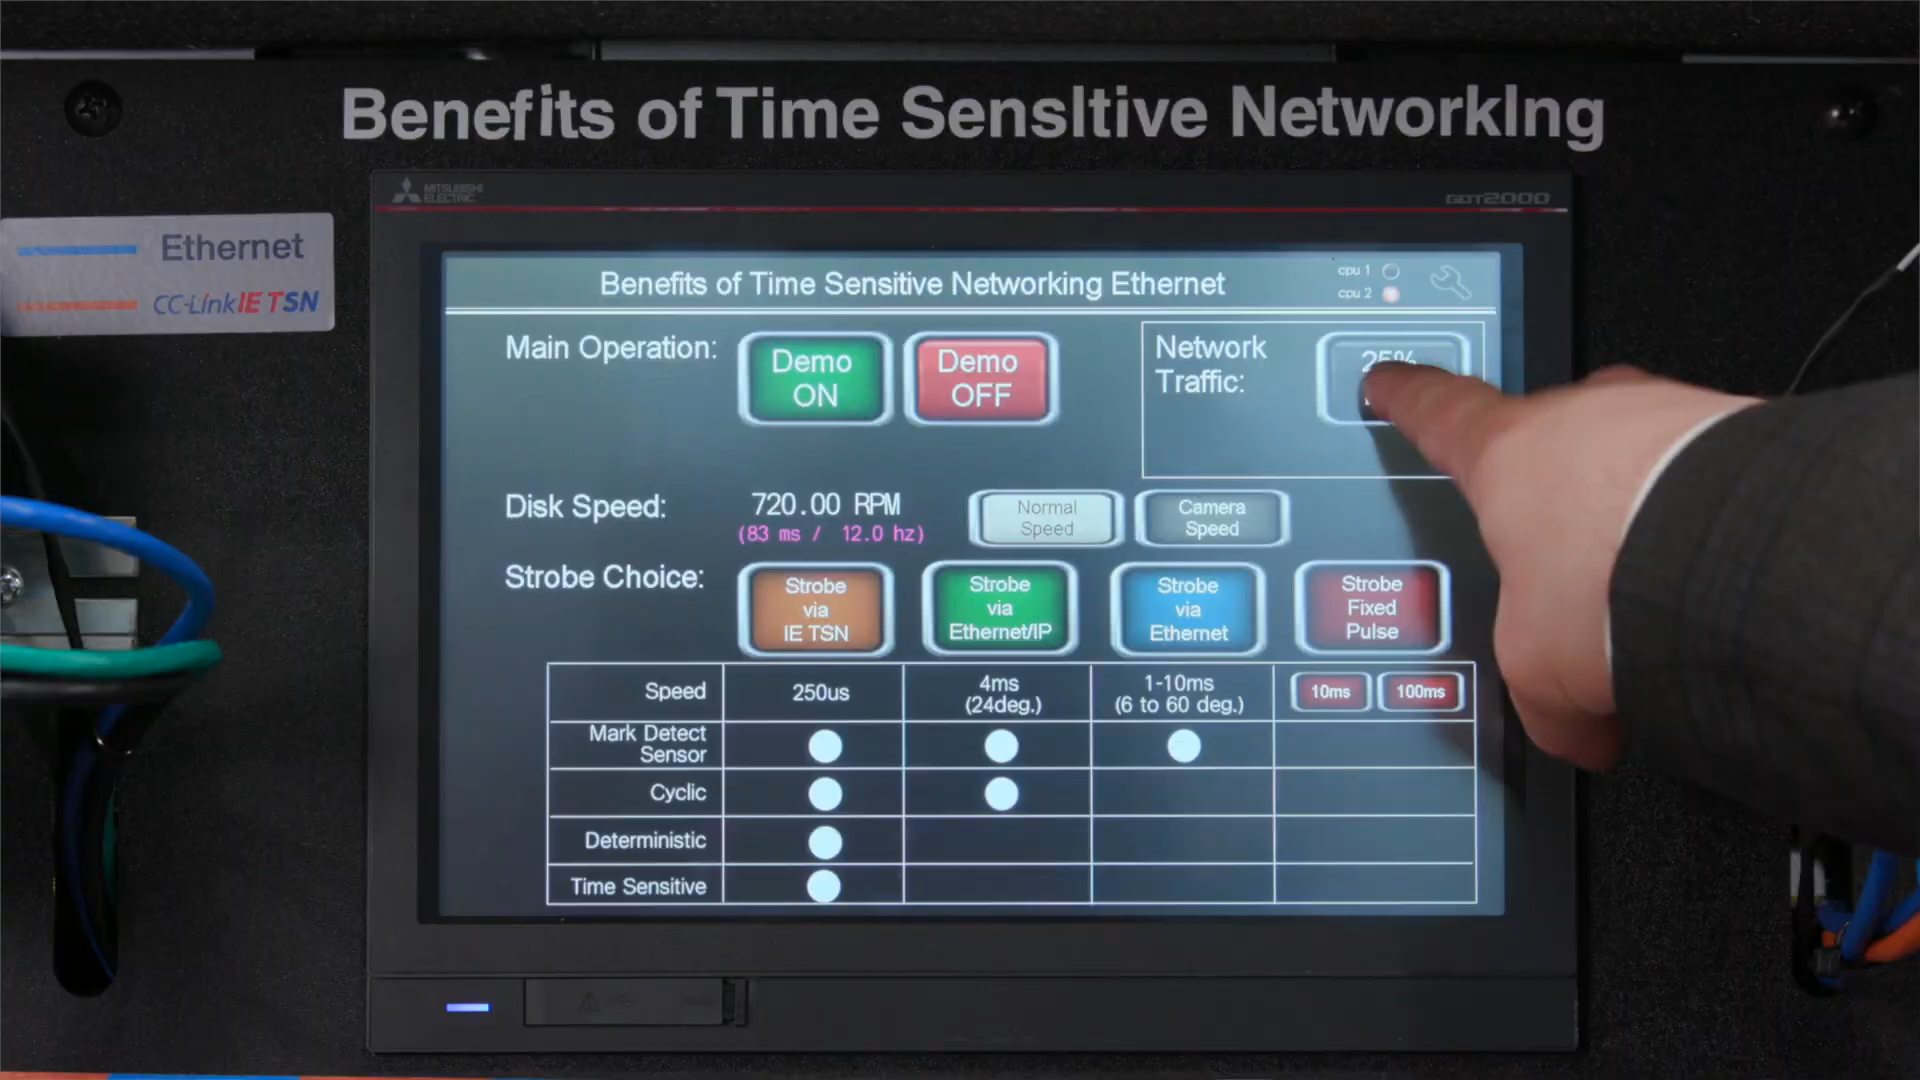 Benefits of Time SensItive NetworkIng
MITSUBISHI
ELECTRIC
GOT2000
Ethernet
CC-Link IE TSN
Benefits of Time Sensitive Networking Ethernet
cpu 1
cpu 2
Main Operation:
Demo
ON
Demo
OFF
Network
Traffic:
25%
Disk Speed:
720.00 RPM
(83 ms / 12.0 hz)
Normal
Speed
Camera
Speed
Strobe Choice:
Strobe
via
IE TSN
Strobe
via
Ethernet/IP
Strobe
via
Ethernet
Strobe
Fixed
Pulse
Speed
250us
4ms
(24deg.)
1-10ms
(6 to 60 deg.)
10ms
100ms
Mark Detect
Sensor
Cyclic
Deterministic
Time Sensitive